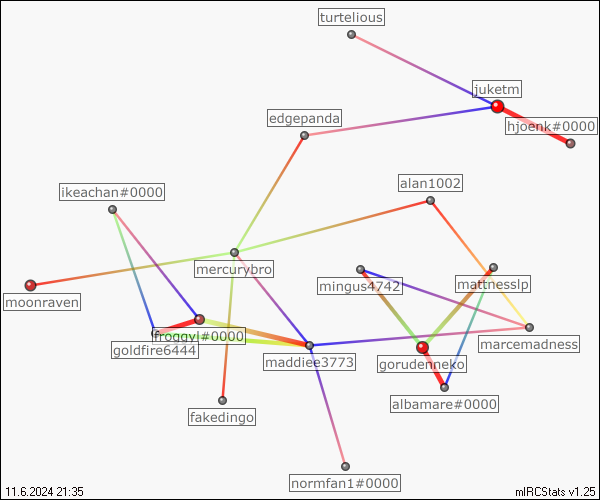 turtelious
juketm
edgepanda
hjoenk#0000
alan1002
ikeachan#0000
mercurybro
mingus4742
mattnesslp
moonraven
froggyl#0000
goldfire6444
marcemadness
maddiee3773
gorudenneko
albamare#0000
fakedingo
normfan1#0000
11.6.2024 21:35
mIRCStats v1.25